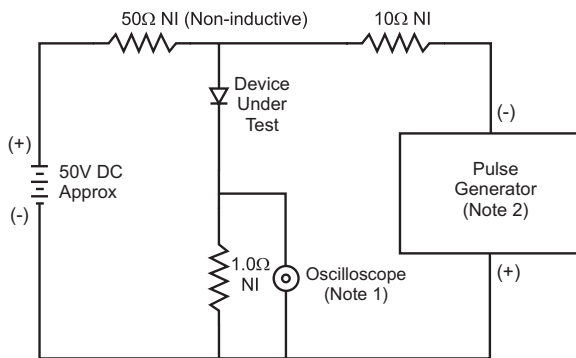 50Ω NI (Non-inductive)
10Ω NI
Device
Under
Test
(-)
(+)
50V DC
Approx
(-)
Pulse
Generator
(Note 2)
1.0Ω
NI
Oscilloscope
(Note 1)
(+)